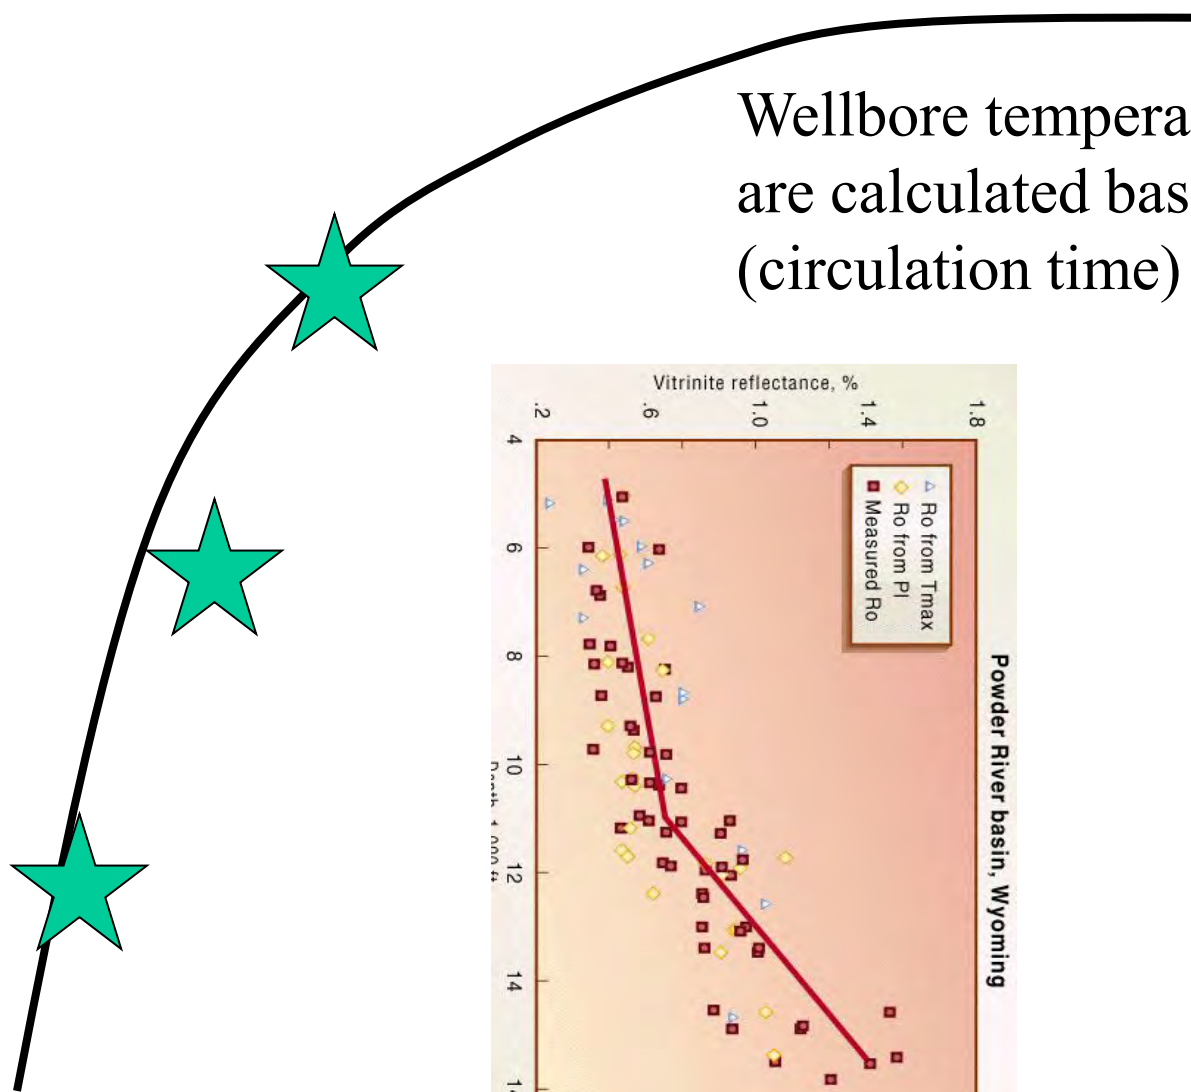 Wellbore tempera
are calculated bas
(circulation time)
Vitrinite reflectance, %
.2
.6
1.0
1.4
1.8
Ro from Tmax
Ro from PI
Measured Ro
Powder River basin, Wyoming
4
6
8
10
12
14